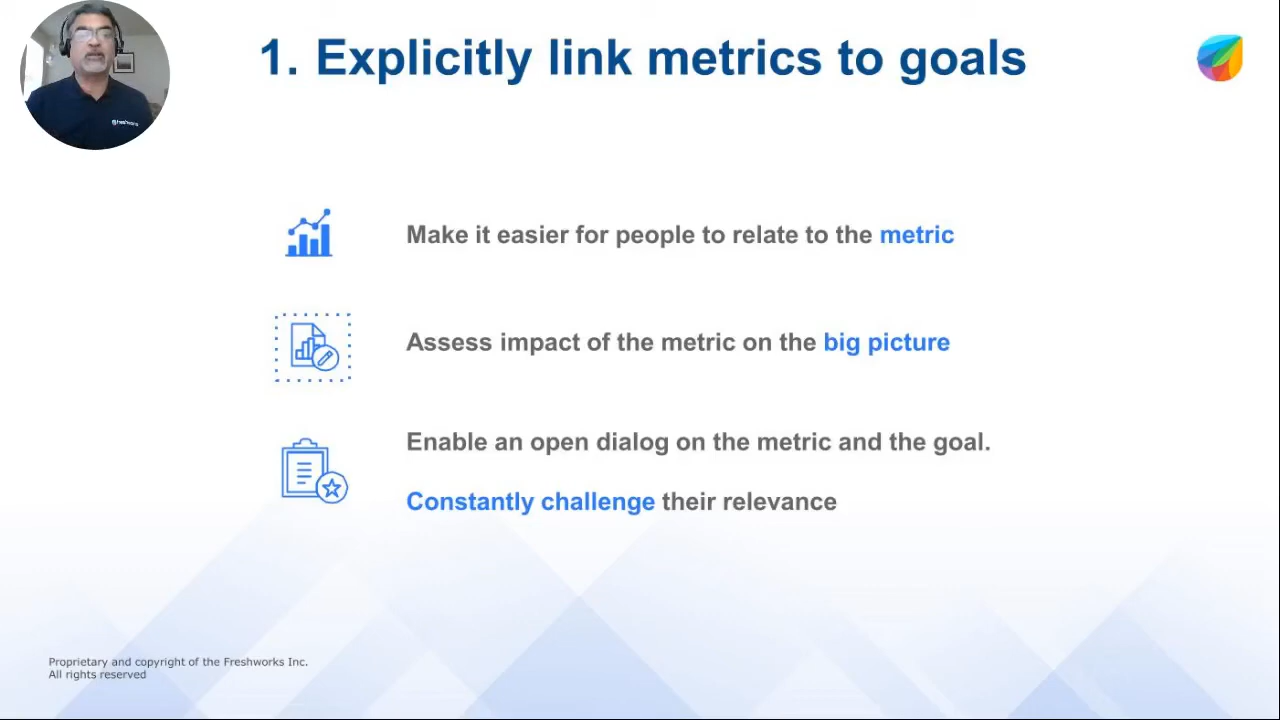 1. Explicitly link metrics to goals
Make it easier for people to relate to the metric
Assess impact of the metric on the big picture
Enable an open dialog on the metric and the goal.
Constantly challenge their relevance
Proprietary and copyright of the Freshworks Inc.
All rights reserved